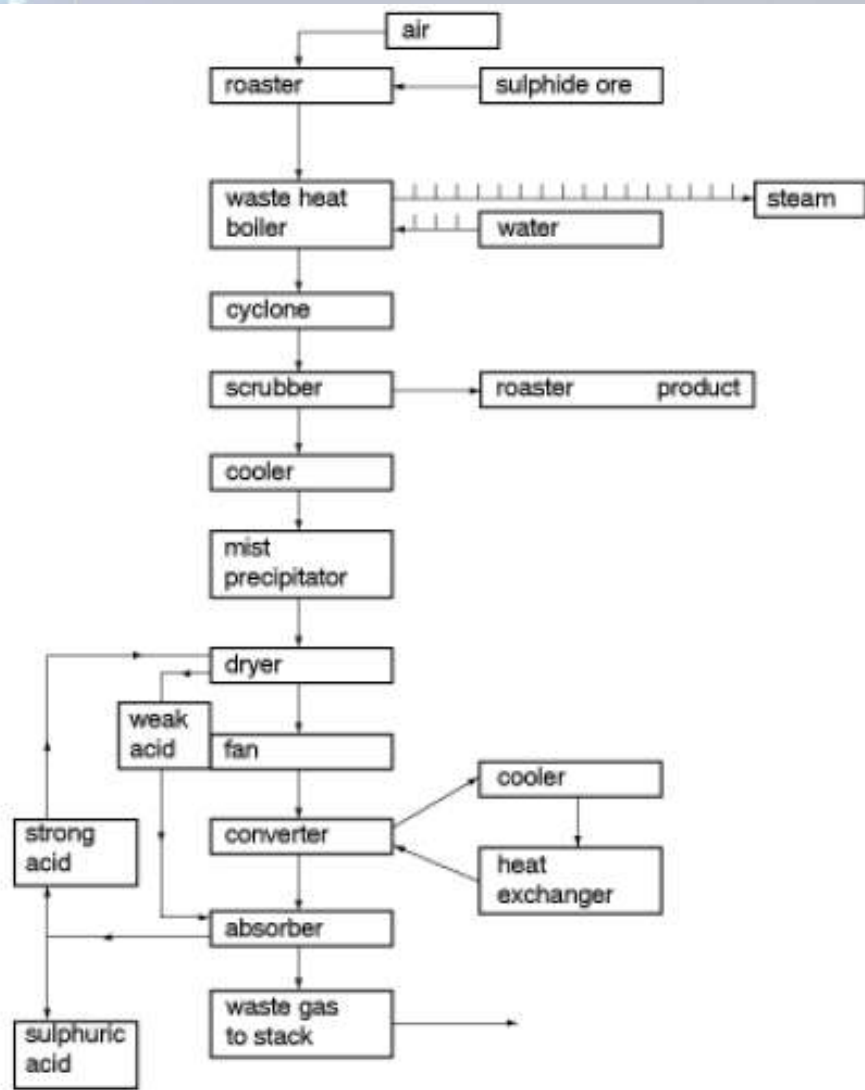 air
roaster
sulphide ore
waste heat
boiler
steam
water
cyclone
scrubber
roaster product
cooler
mist
precipitator
dryer
weak
acid
fan
cooler
strong
acid
converter
heat
exchanger
absorber
waste gas
to stack
sulphuric
acid